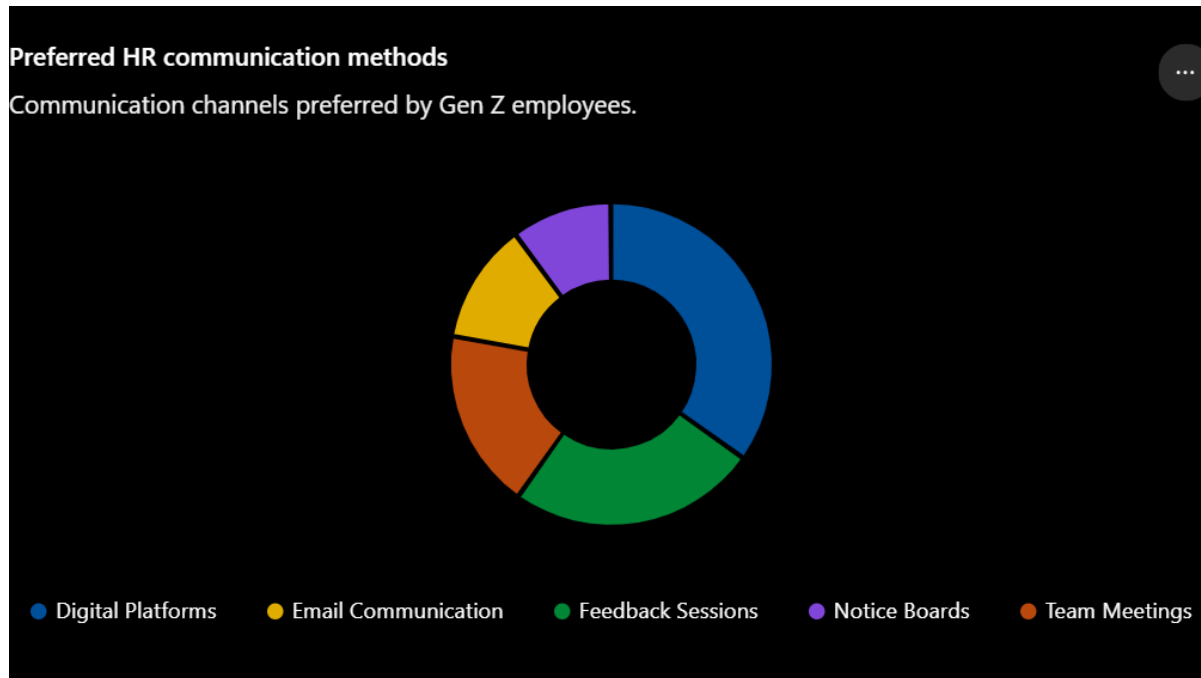 Preferred HR communication methods
Communication channels preferred by Gen Z employees.
Digital Platforms Email Communication Feedback Sessions Notice Boards Team Meetings